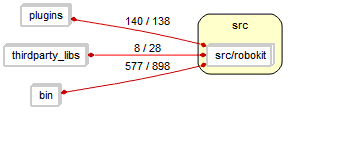 plugins
140 / 138
src
thirdparty_libs
8 / 28
src/robokit
577 / 898
bin